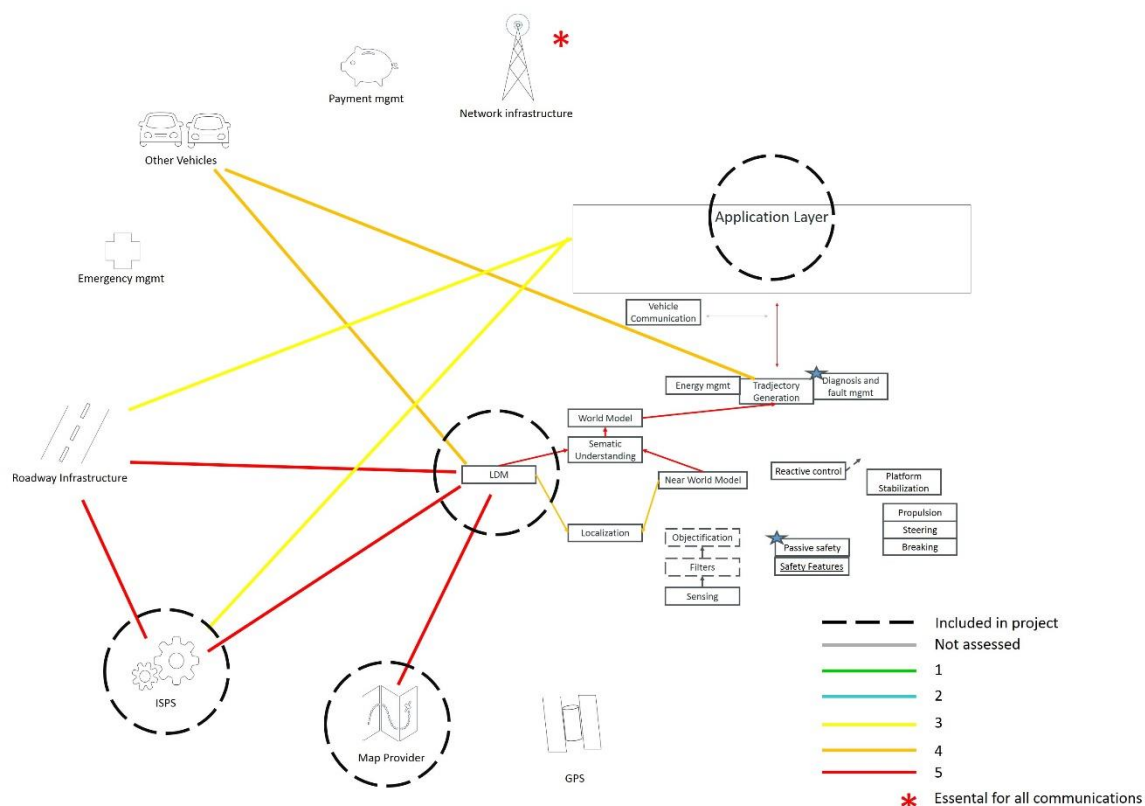 *
Payment mgmt
Network infrastructure
Other Vehicles
Application Layer
Emergency mgmt
Vehicle
Communication
Energy mgmt
Tradjectory
Generation
Diagnosis and
fault mgmt
World Model
Sematic
Understanding
Roadway Infrastructure
LDM
Near World Model
Reactive control
Platform
Stabilization
Localization
Objectification
Filters
Sensing
Passive safety
Safety Features
Propulsion
Steering
Breaking
ISPS
Map Provider
GPS
Included in project
Not assessed
1
2
3
4
5
* Essental for all communications